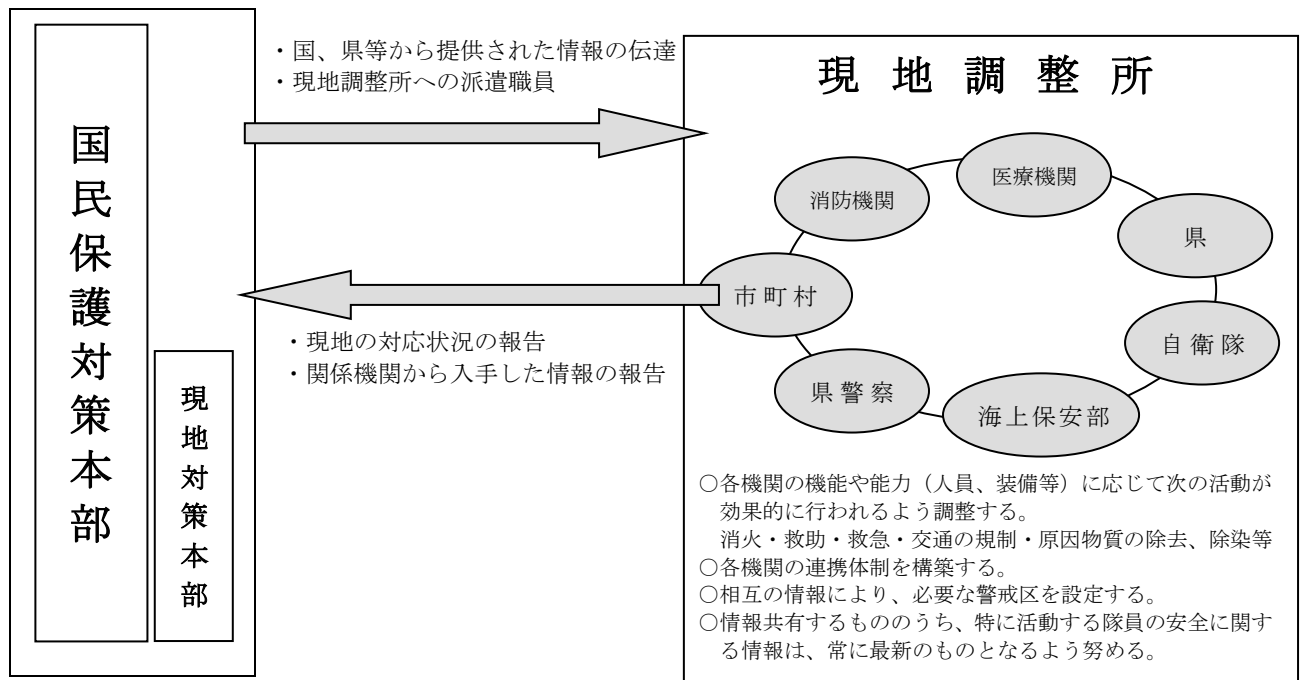 国民保護対策本部
現地対策本部
・国、県等から提供された情報の伝達
・現地調整所への派遣職員
・現地の対応状況の報告
・関係機関から入手した情報の報告
現地調整所
医療機関
消防機関
県
市町村
自衛隊
県警察
海上保安部
○各機関の機能や能力（人員、装備等）に応じて次の活動が
効果的に行われるよう調整する。
消火・救助・救急・交通の規制・原因物質の除去、除染等
○各機関の連携体制を構築する。
○相互の情報により、必要な警戒区を設定する。
○情報共有するもののうち、特に活動する隊員の安全に関す
る情報は、常に最新のものとなるよう努める。